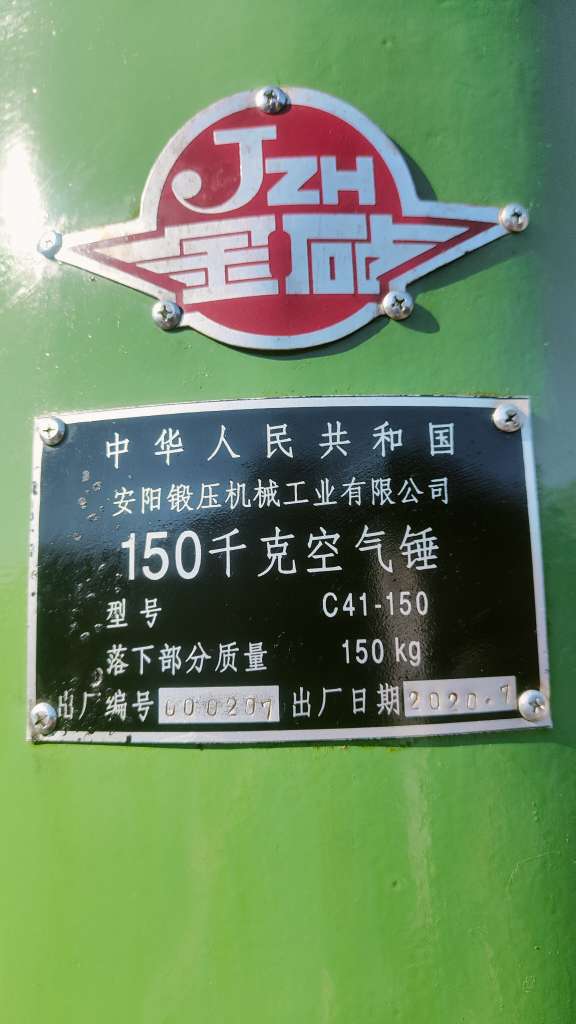 JZH
金砧
中华人民共和国
安阳锻压机械工业有限公司
150千克空气锤
型号 C41-150
落下部分质量 150 kg
出厂编号 000207 出厂日期 2020.7